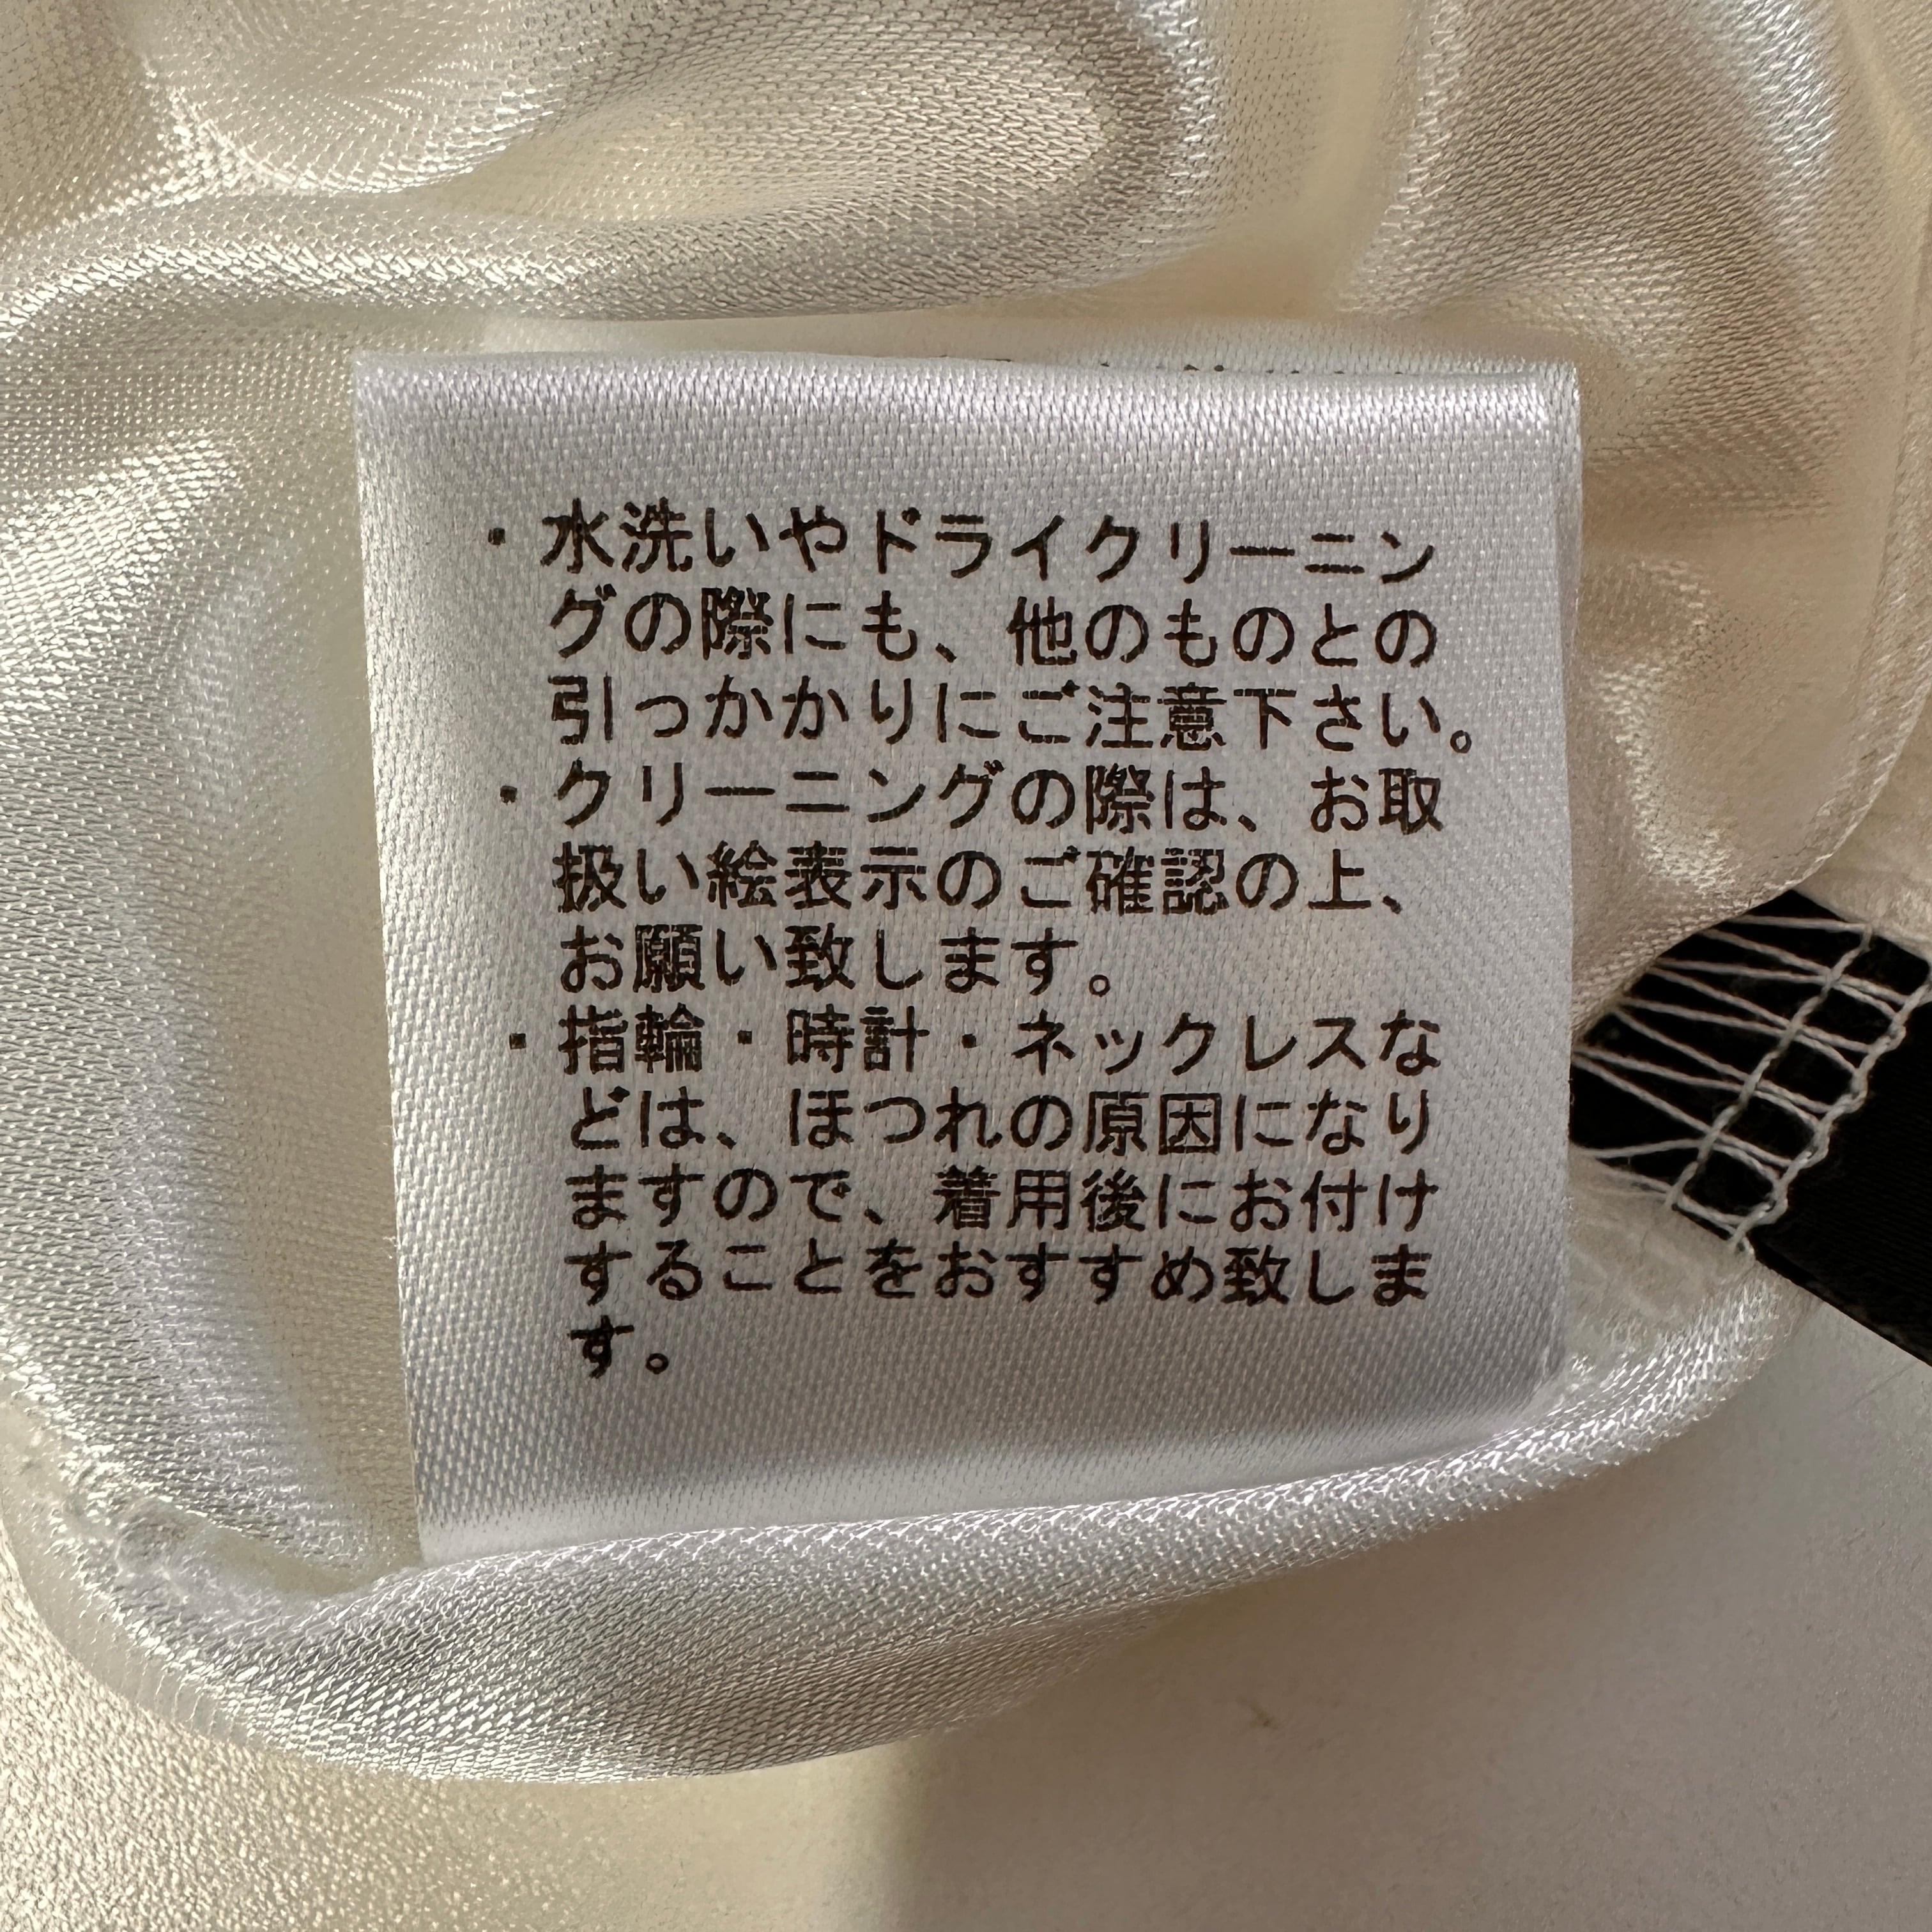 ・水洗いやドライクリーニン
グの際にも、他のものとの
引っかかりにご注意下さい。
・クリーニングの際は、お取
扱い絵表示のご確認の上、
お願い致します。
・指輪・時計・ネックレスな
どは、ほつれの原因になり
ますので、着用後にお付け
することをおすすめ致しま
す。